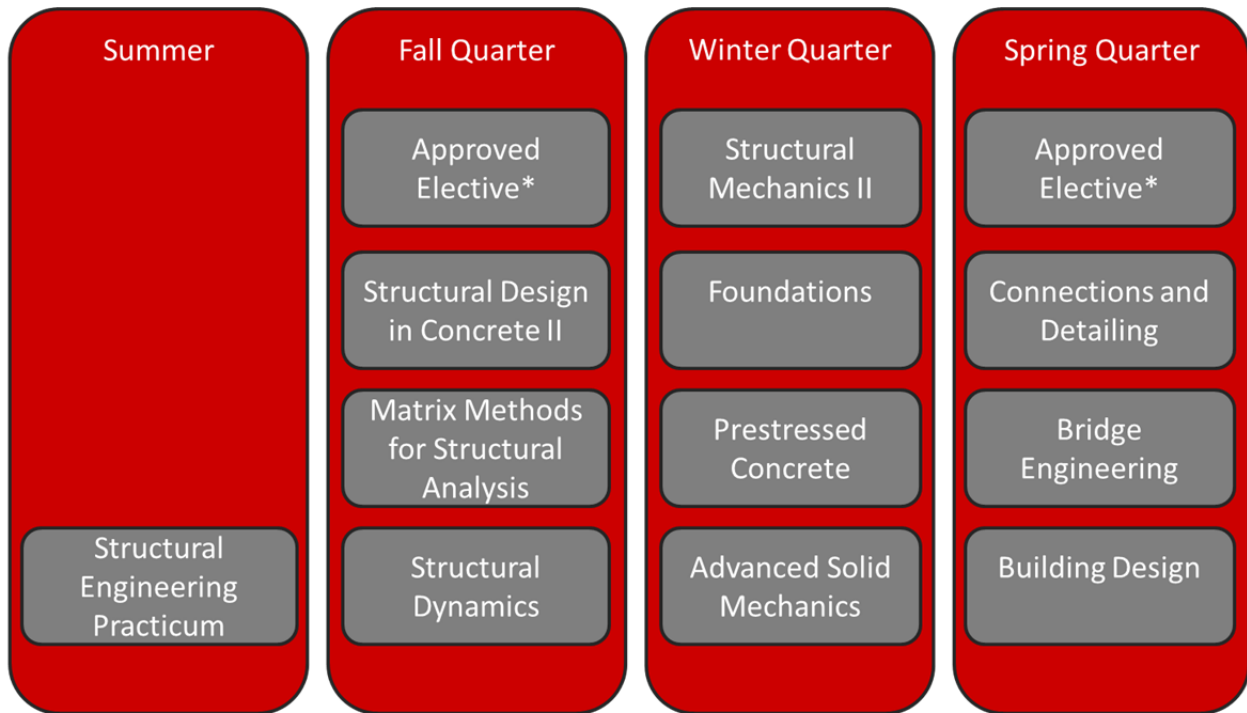 Summer
Structural
Engineering
Practicum
Fall Quarter
Approved
Elective*
Structural Design
in Concrete II
Matrix Methods
for Structural
Analysis
Structural
Dynamics
Winter Quarter
Structural
Mechanics II
Foundations
Prestressed
Concrete
Advanced Solid
Mechanics
Spring Quarter
Approved
Elective*
Connections and
Detailing
Bridge
Engineering
Building Design